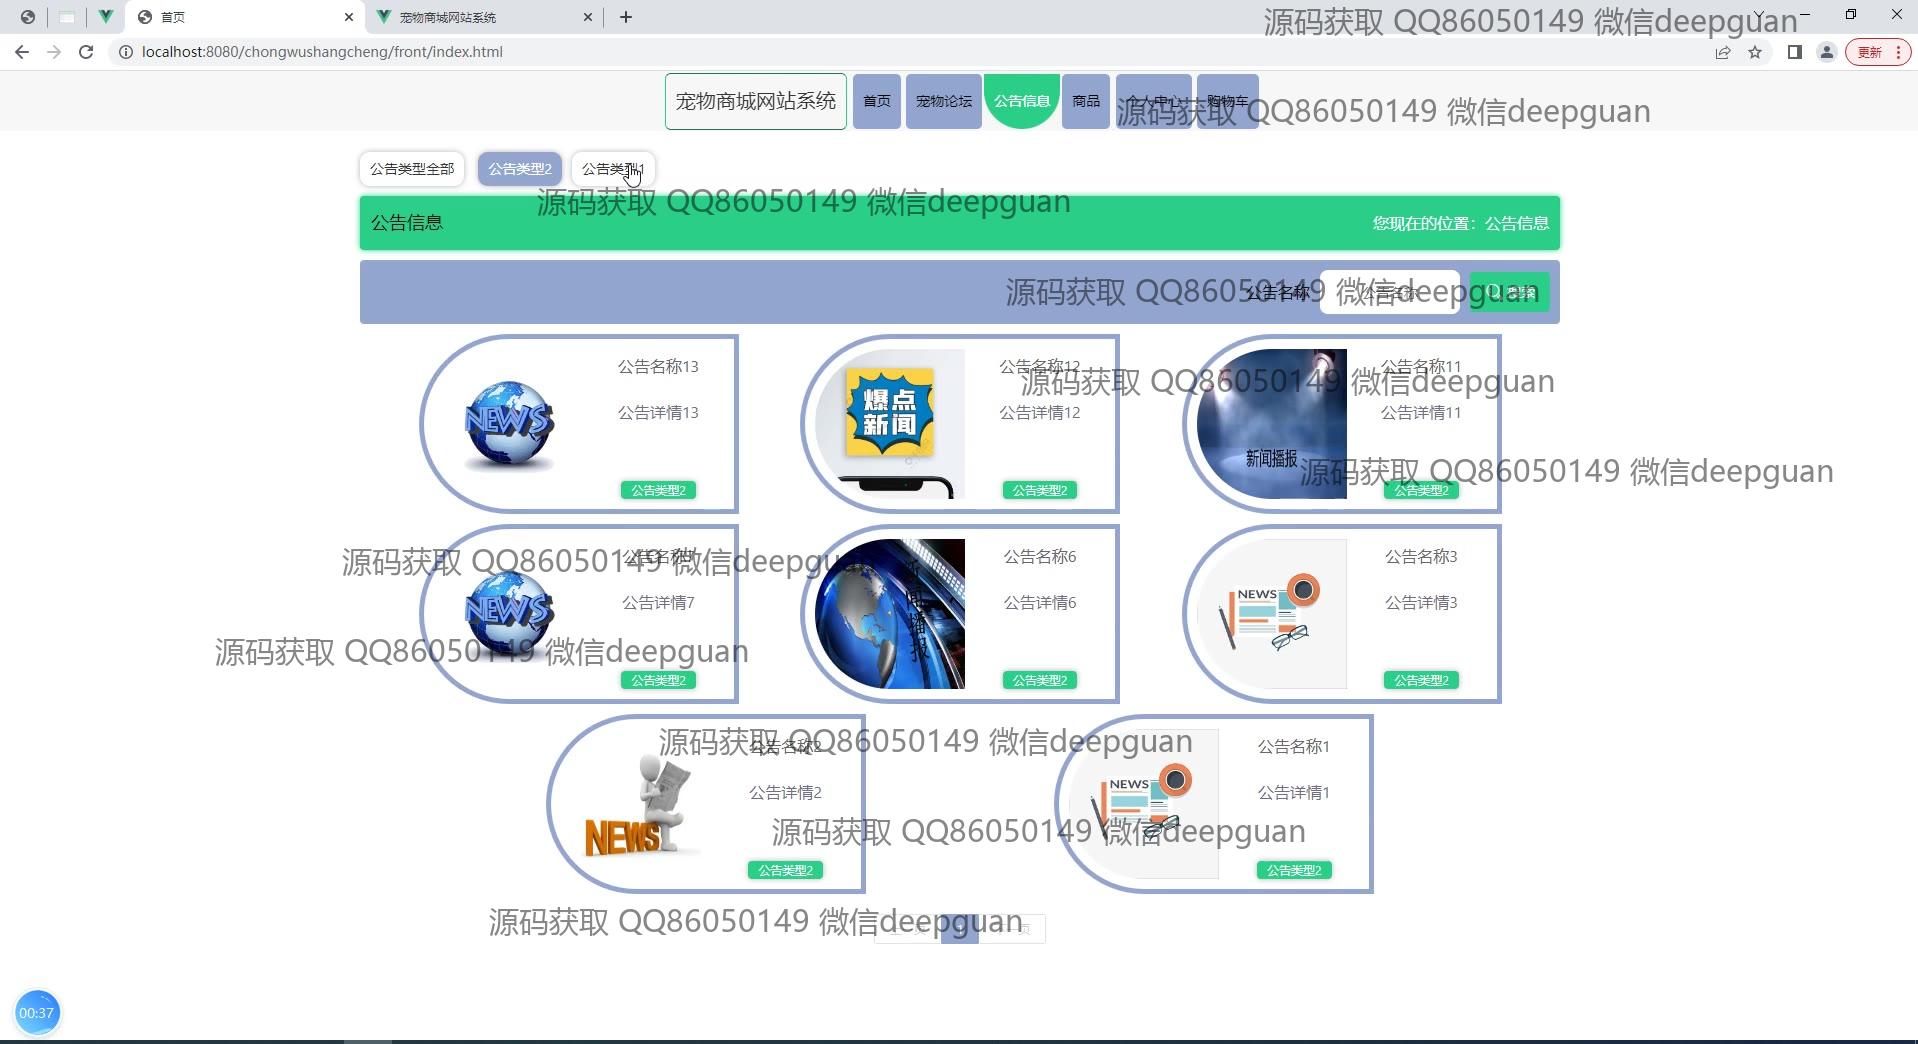 首页
宠物商城网站系统
源码获取 QQ86050149 微信deepguan
localhost:8080/chongwushangcheng/front/index.html
更新
宠物商城网站系统
首页
宠物论坛
公告信息
商品
个人中心
购物车
源码获取 QQ86050149 微信deepguan
公告类型全部
公告类型2
公告类型1
源码获取 QQ86050149 微信deepguan
公告信息
您现在的位置：公告信息
源码获取 QQ86050149 微信deepguan
公告名称
公告名称
搜索
公告名称13
公告名称12
公告名称11
源码获取 QQ86050149 微信deepguan
NEWS
爆点
新闻
公告详情13
公告详情12
公告详情11
新闻播报
源码获取 QQ86050149 微信deepguan
公告类型2
公告类型2
公告类型2
源码获取 QQ86050149 微信deepguan
公告名称7
公告名称6
公告名称3
NEWS
新闻播报
NEWS
公告详情7
公告详情6
公告详情3
源码获取 QQ86050149 微信deepguan
公告类型2
公告类型2
公告类型2
源码获取 QQ86050149 微信deepguan
公告名称2
公告名称1
NEWS
NEWS
公告详情2
公告详情1
源码获取 QQ86050149 微信deepguan
公告类型2
公告类型2
源码获取 QQ86050149 微信deepguan
上一页
1
下一页
00:37